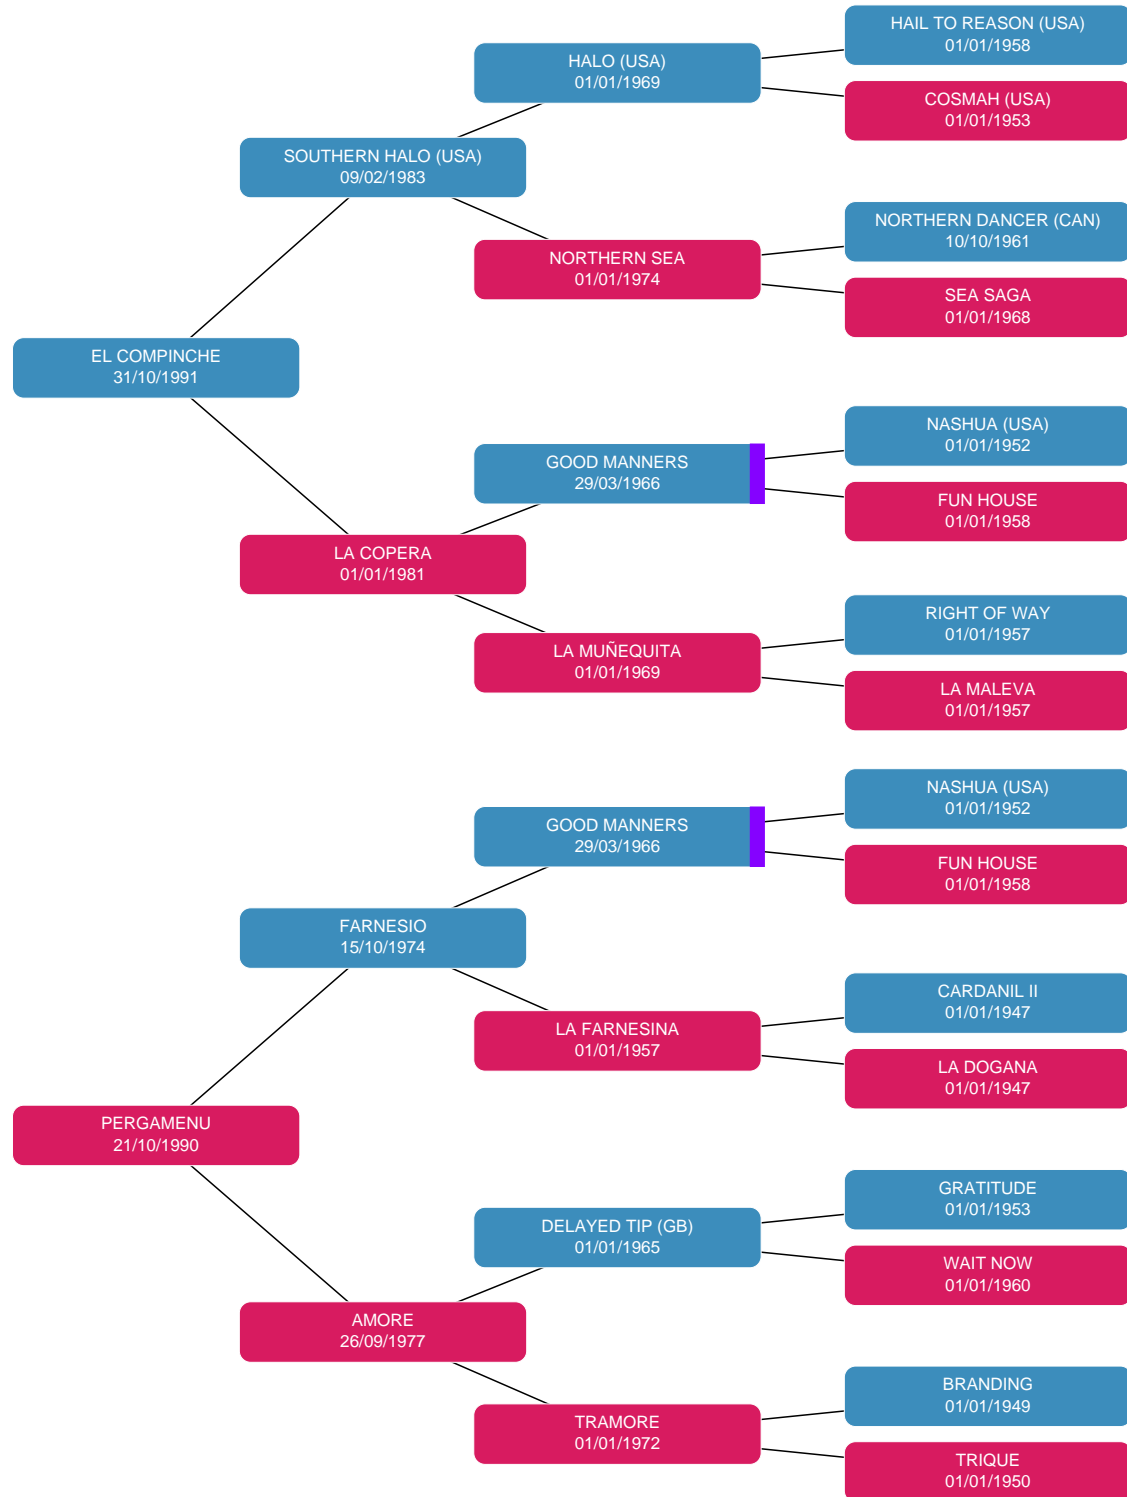 HAIL TO REASON (USA)
01/01/1958
HALO (USA)
01/01/1969
COSMAH (USA)
01/01/1953
SOUTHERN HALO (USA)
09/02/1983
NORTHERN DANCER (CAN)
10/10/1961
NORTHERN SEA
01/01/1974
SEA SAGA
01/01/1968
EL COMPINCHE
31/10/1991
NASHUA (USA)
01/01/1952
GOOD MANNERS
29/03/1966
FUN HOUSE
01/01/1958
LA COPERA
01/01/1981
RIGHT OF WAY
01/01/1957
LA MUÑEQUITA
01/01/1969
LA MALEVA
01/01/1957
NASHUA (USA)
01/01/1952
GOOD MANNERS
29/03/1966
FUN HOUSE
01/01/1958
FARNESIO
15/10/1974
CARDANIL II
01/01/1947
LA FARNESINA
01/01/1957
LA DOGANA
01/01/1947
PERGAMENU
21/10/1990
GRATITUDE
01/01/1953
DELAYED TIP (GB)
01/01/1965
WAIT NOW
01/01/1960
AMORE
26/09/1977
BRANDING
01/01/1949
TRAMORE
01/01/1972
TRIQUE
01/01/1950